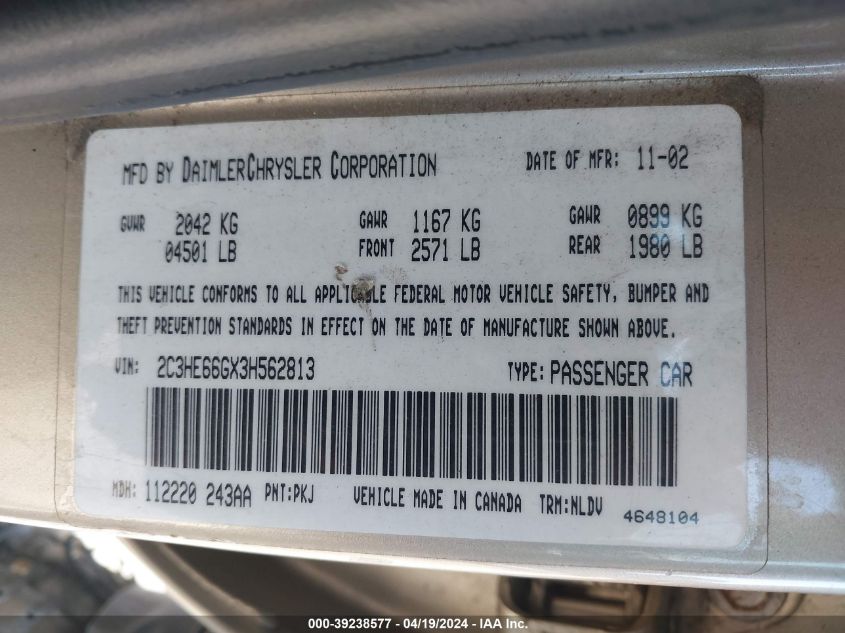 MFD BY DAIMLERCHRYSLER CORPORATION DATE OF MFR: 11-02
GVWR 2042 KG GAWR 1167 KG GAWR 0899 KG
04501 LB FRONT 2571 LB REAR 1980 LB
THIS VEHICLE CONFORMS TO ALL APPLICABLE FEDERAL MOTOR VEHICLE SAFETY, BUMPER AND
THEFT PREVENTION STANDARDS IN EFFECT ON THE DATE OF MANUFACTURE SHOWN ABOVE.
VIN: 2C3HE66GX3H562813 TYPE: PASSENGER CAR
MDH: 112220 243AA PNT:PKJ VEHICLE MADE IN CANADA TRM:NLDV
4648104
000-39238577 - 04/19/2024 - IAA Inc.